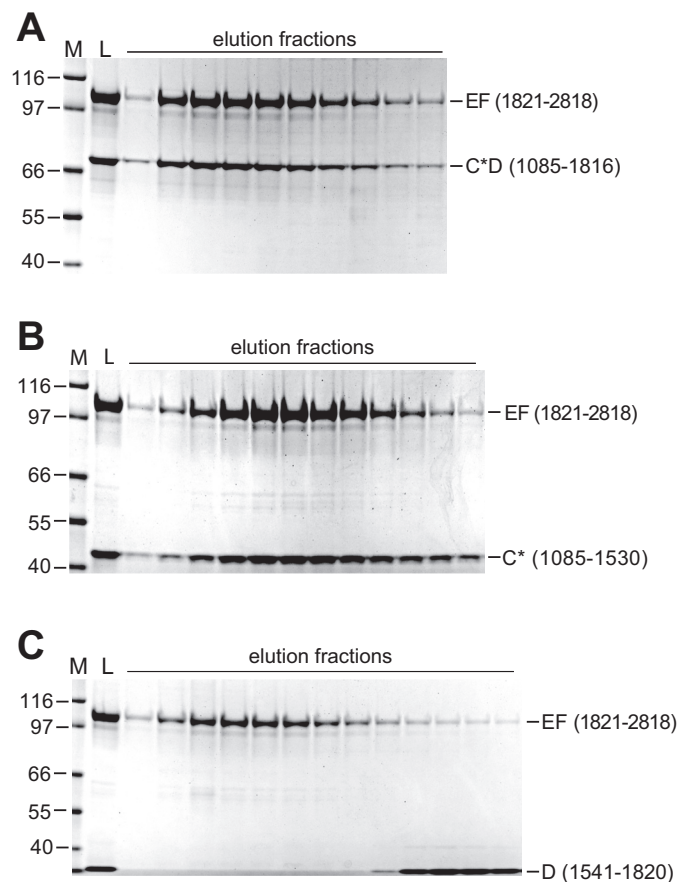 A
elution fractions
M L
116
97
66
55
40
EF (1821-2818)
C*D (1085-1816)
B
elution fractions
M L
116
97
66
55
40
EF (1821-2818)
C* (1085-1530)
C
elution fractions
M L
116
97
66
55
40
EF (1821-2818)
D (1541-1820)